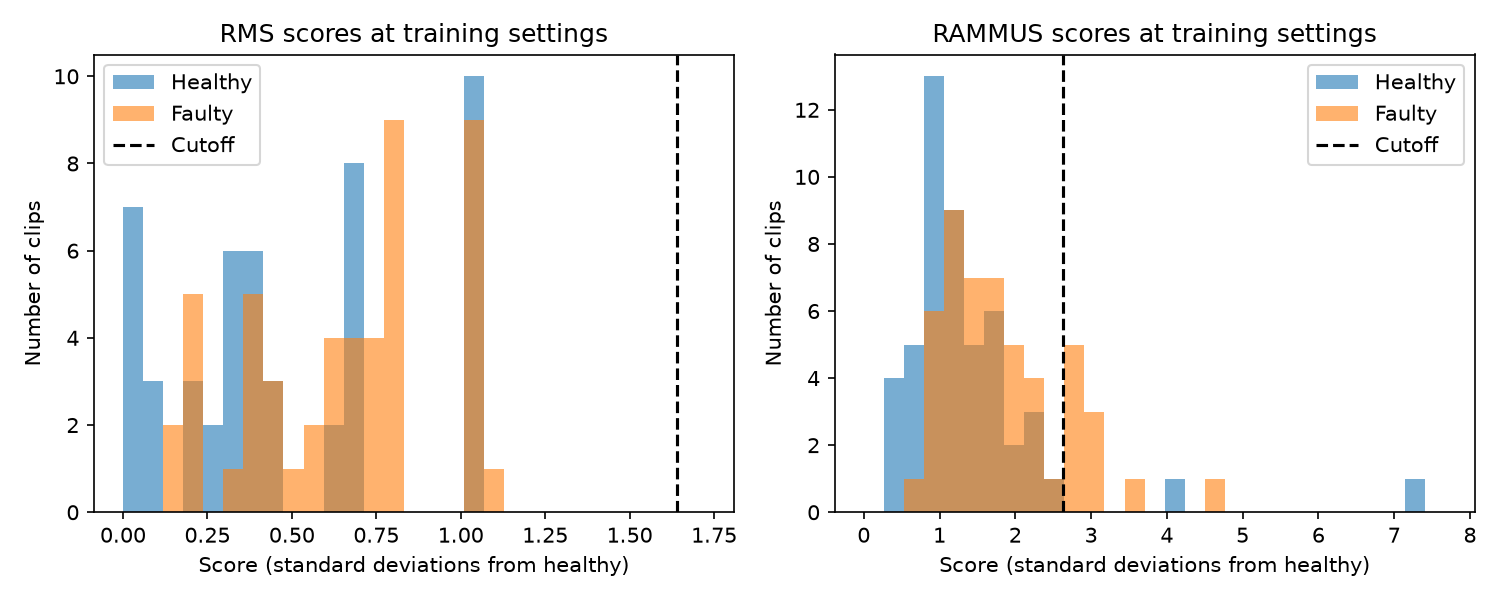 RMS scores at training settings
Healthy
Faulty
Cutoff
Number of clips
10
8
6
4
2
0
0.00 0.25 0.50 0.75 1.00 1.25 1.50 1.75
Score (standard deviations from healthy)
RAMMUS scores at training settings
Healthy
Faulty
Cutoff
Number of clips
12
10
8
6
4
2
0
0 1 2 3 4 5 6 7 8
Score (standard deviations from healthy)